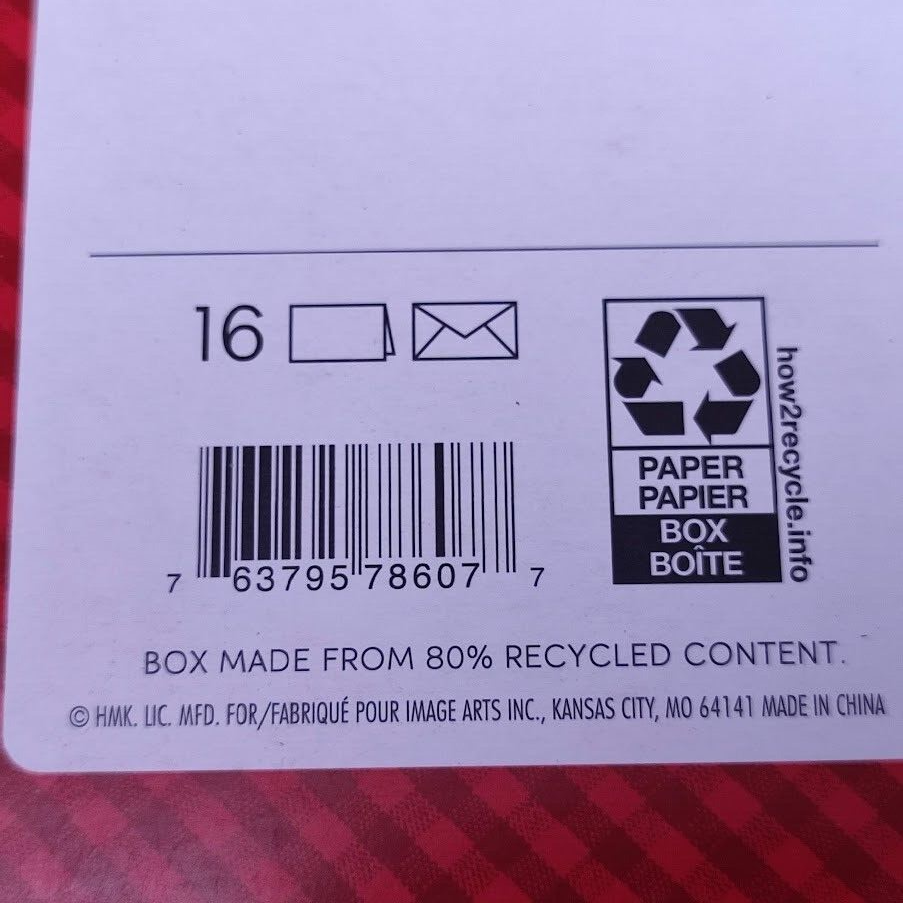 16
PAPER
PAPIER
BOX
BOÎTE
how2recycle.info
7 63795 78607 7
BOX MADE FROM 80% RECYCLED CONTENT.
© HMK. LIC. MFD. FOR/FABRIQUÉ POUR IMAGE ARTS INC., KANSAS CITY, MO 64141 MADE IN CHINA